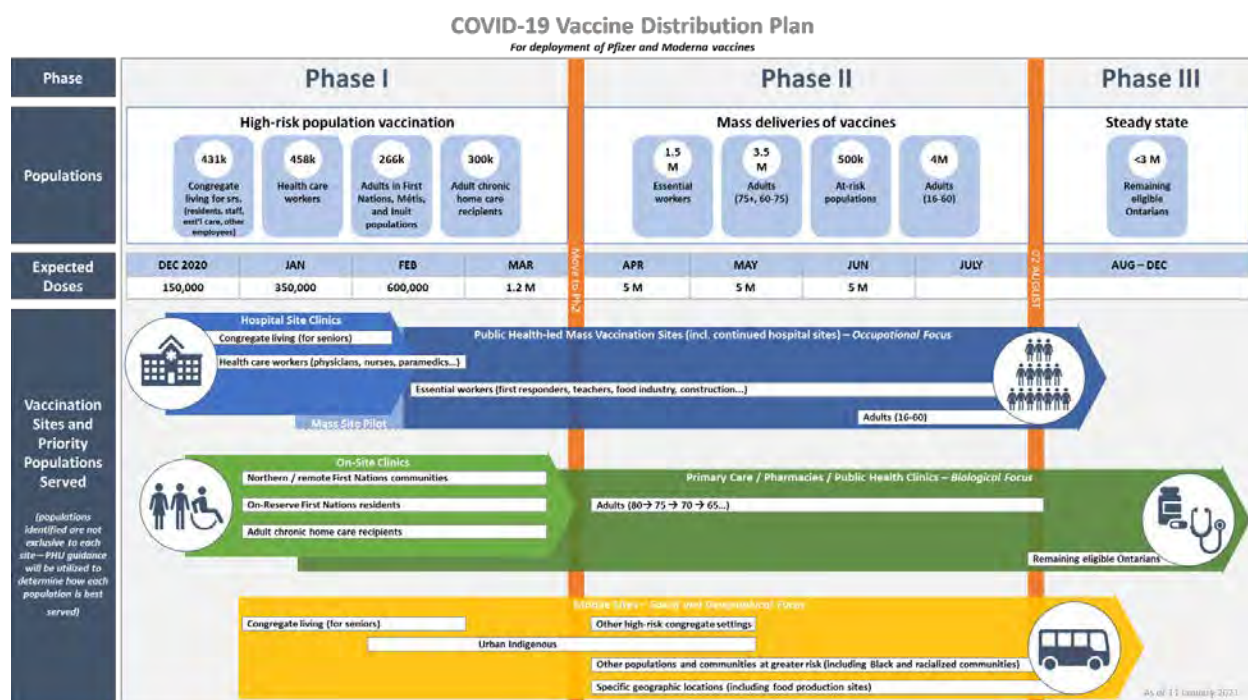 COVID-19 Vaccine Distribution Plan
For deployment of Pfizer and Moderna vaccines
Phase
Phase I
Phase II
Phase III
Populations
High-risk population vaccination
431k
Congregate
living for srs.
(residents, staff,
ess'l care, other
employees)
458k
Health care
workers
266k
Adults in First
Nations, Métis,
and Inuit
populations
300k
Adult chronic
home care
recipients
Mass deliveries of vaccines
1.5
M
Essential
workers
3.5
M
Adults
(75+, 60-75)
500k
At-risk
populations
4M
Adults
(16-60)
Steady state
<3 M
Remaining
eligible
Ontarians
Move to Ph2
02 AUGUST
Expected
Doses
DEC 2020
JAN
FEB
MAR
APR
MAY
JUN
JULY
AUG – DEC
150,000
350,000
600,000
1.2 M
5 M
5 M
5 M
Vaccination
Sites and
Priority
Populations
Served
(populations
identified are not
exclusive to each
site—PHU guidance
will be utilized to
determine how each
population is best
served)
Hospital Site Clinics
Congregate living (for seniors)
Public Health-led Mass Vaccination Sites (incl. continued hospital sites) – Occupational Focus
Health care workers (physicians, nurses, paramedics...)
Essential workers (first responders, teachers, food industry, construction...)
Adults (16-60)
Mass Site Pilot
On-Site Clinics
Northern / remote First Nations communities
Primary Care / Pharmacies / Public Health Clinics – Biological Focus
On-Reserve First Nations residents
Adults (80→ 75 → 70 → 65...)
Adult chronic home care recipients
Remaining eligible Ontarians
Mobile Sites – Social and Geographical Focus
Congregate living (for seniors)
Other high-risk congregate settings
Urban Indigenous
Other populations and communities at greater risk (including Black and racialized communities)
Specific geographic locations (including food production sites)
As of 11 January 2021